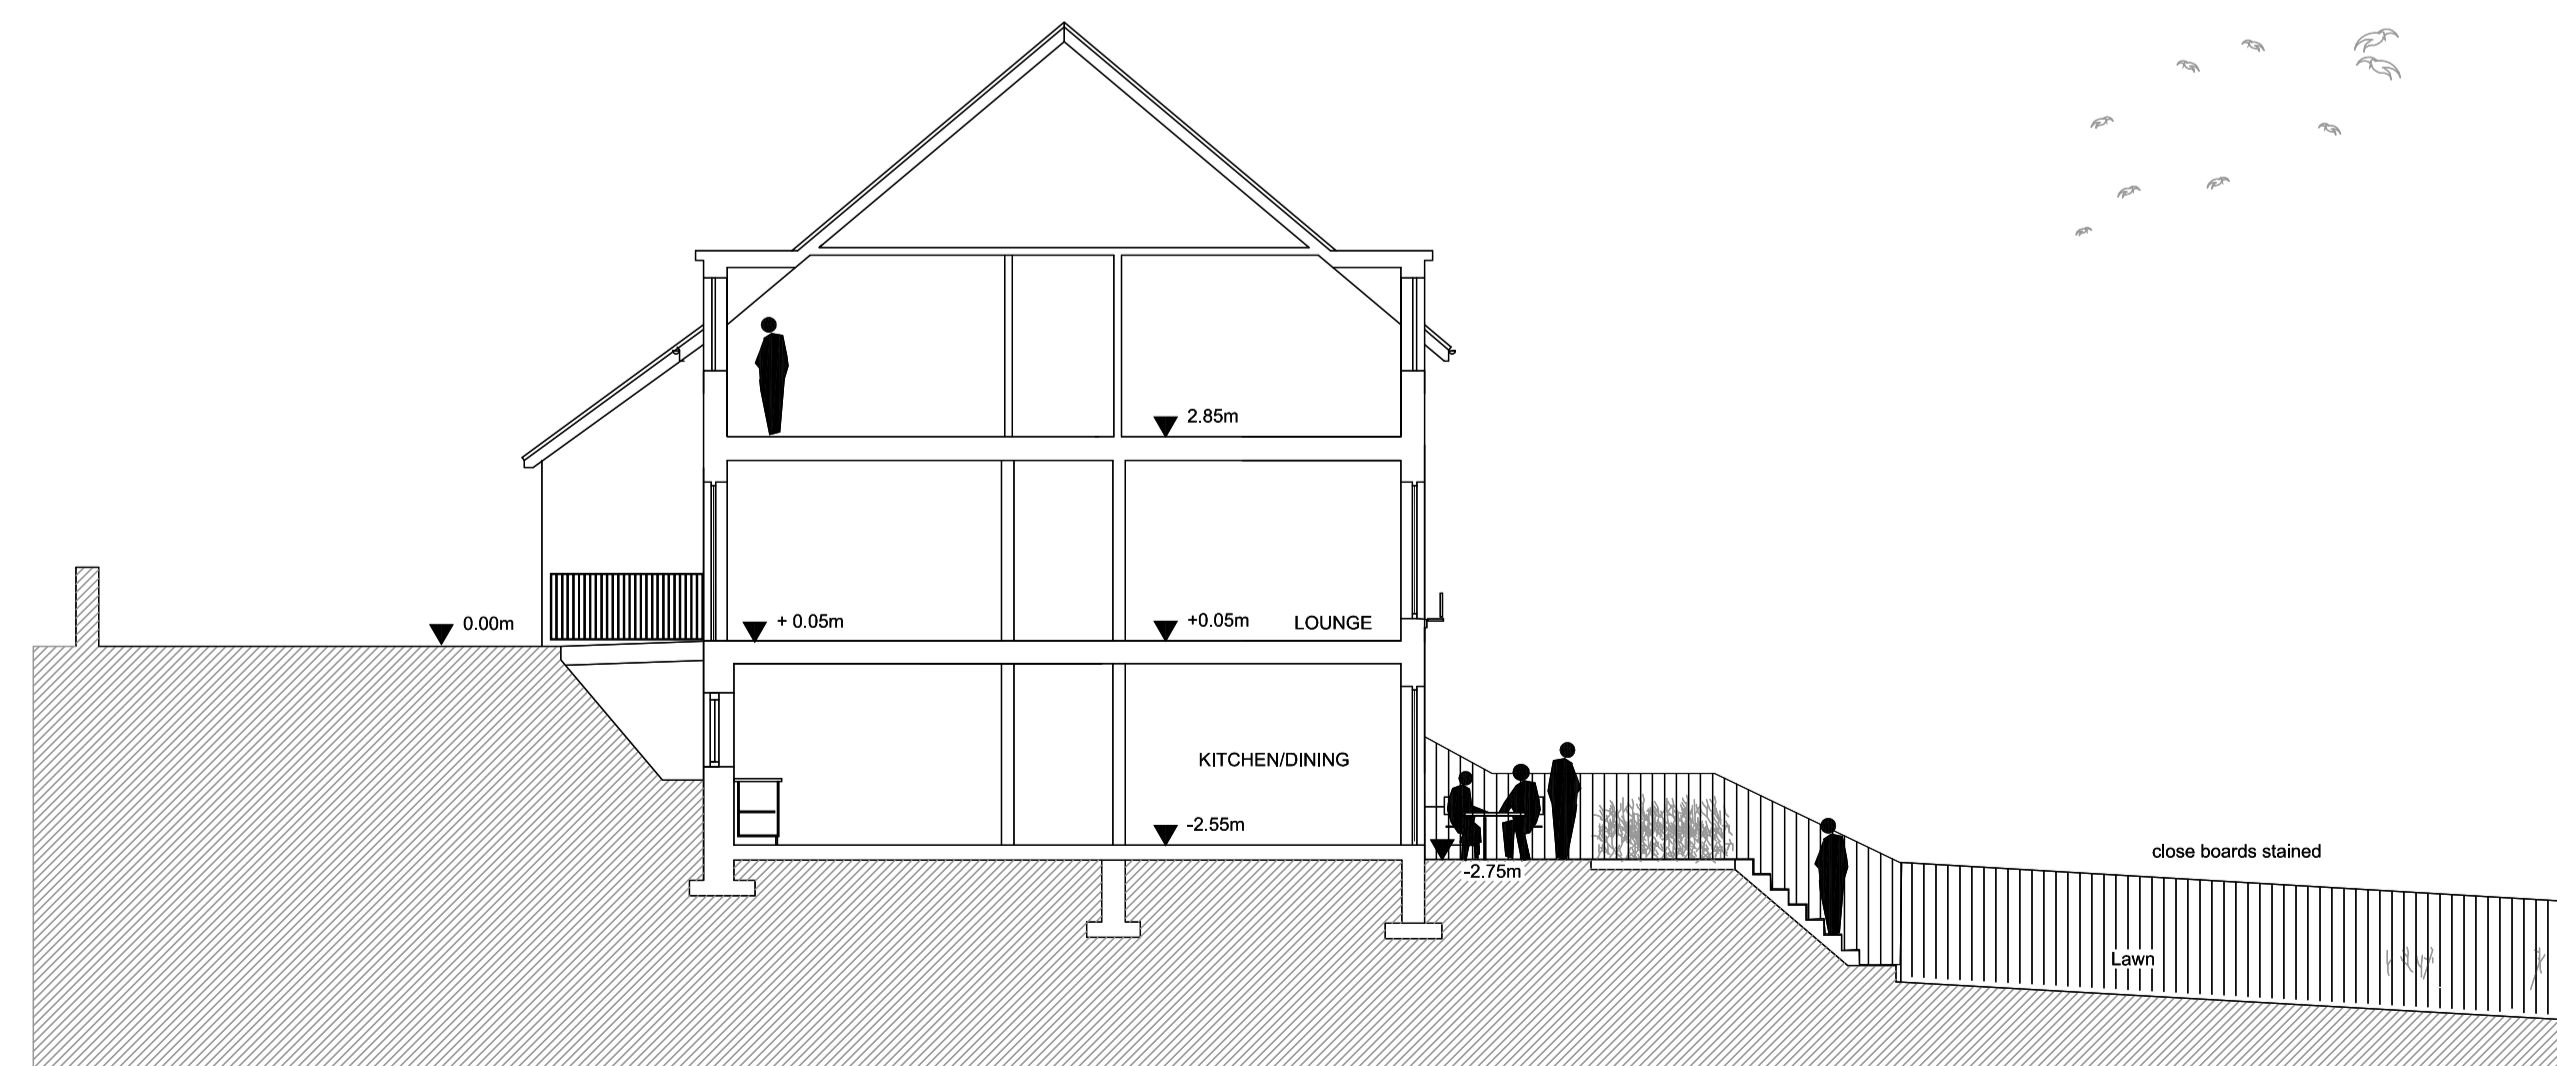 2.85m
0.00m
+ 0.05m
+0.05m
LOUNGE
KITCHEN/DINING
-2.55m
-2.75m
close boards stained
Lawn